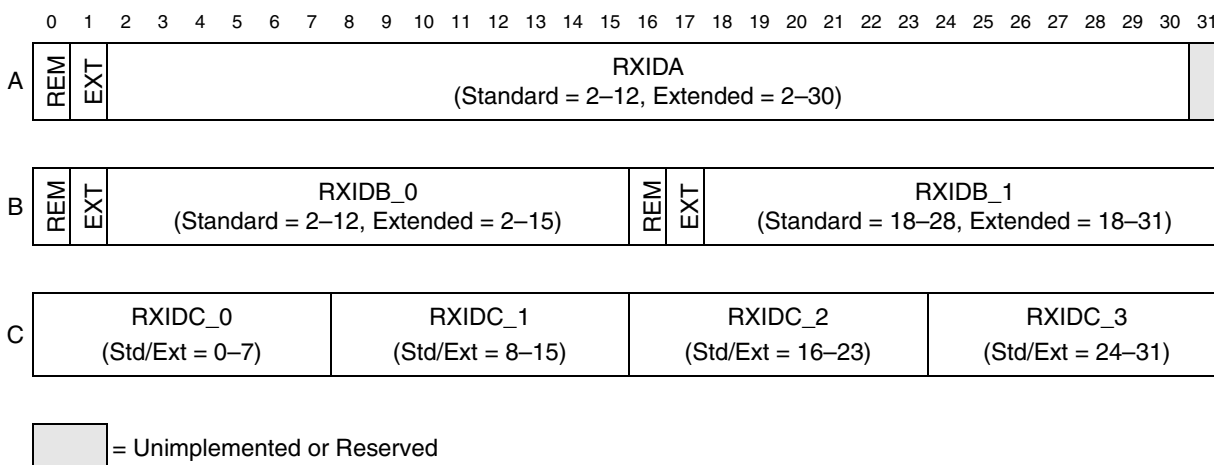 0 1 2 3 4 5 6 7 8 9 10 11 12 13 14 15 16 17 18 19 20 21 22 23 24 25 26 27 28 29 30 31
A REM EXT RXIDA
(Standard = 2–12, Extended = 2–30)
B REM EXT RXIDB_0 REM EXT RXIDB_1
(Standard = 2–12, Extended = 2–15) (Standard = 18–28, Extended = 18–31)
C RXIDC_0 RXIDC_1 RXIDC_2 RXIDC_3
(Std/Ext = 0–7) (Std/Ext = 8–15) (Std/Ext = 16–23) (Std/Ext = 24–31)
= Unimplemented or Reserved